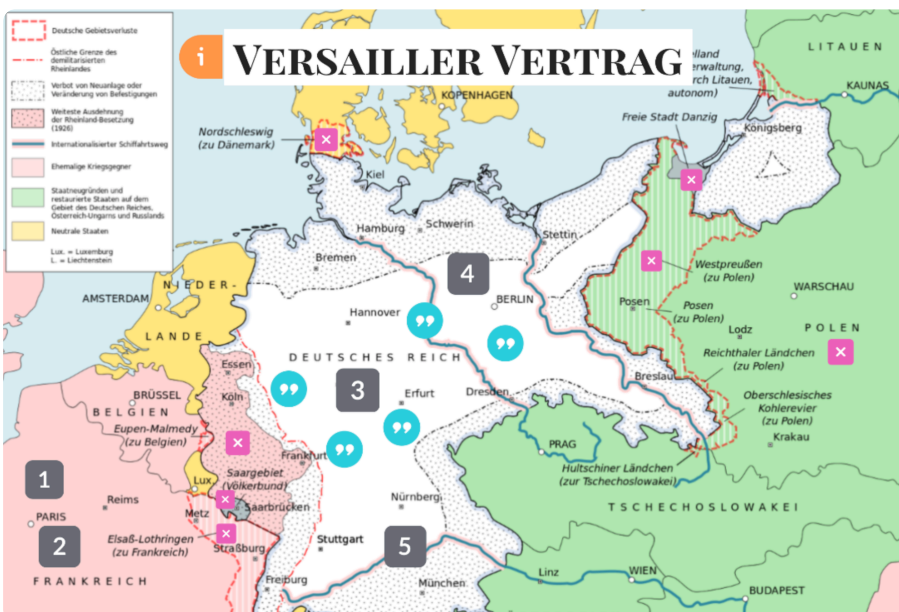 VERSAILLER VERTRAG
Deutsche Gebietsverluste
Östliche Grenze des
demilitarisierten
Rheinlandes
Verbot von Neuanlage oder
Veränderung von Befestigungen
Weiteste Ausdehnung
der Rheinland-Besetzung
(1926)
Internationalisierter Schiffahrtsweg
Ehemalige Kriegsgegner
Staatneugründen und
restaurierte Staaten auf dem
Gebiet des Deutschen Reiches,
Österreich-Ungarns und Russlands
Neutrale Staaten
Lux. = Luxemburg
L. = Liechtenstein
LITAUEN
autonom)
KAUNAS
KOPENHAGEN
Freie Stadt Danzig
Königsberg
Nordschleswig
(zu Dänemark)
Kiel
Hamburg
Schwerin
Stettin
Bremen
4
Westpreußen
(zu Polen)
NIEDER-
LANDE
AMSTERDAM
BERLIN
WARSCHAU
Hannover
Posen
Posen
(zu Polen)
POLEN
Lodz
DEUTSCHES REICH
Reichthaler Ländchen
(zu Polen)
Essen
Köln
3
Erfurt
Dresden
Breslau
BRÜSSEL
BELGIEN
Oberschlesisches
Kohlerevier
(zu Polen)
Eupen-Malmedy
(zu Belgien)
Krakau
PRAG
Frankfurt
Saargebiet
(Völkerbund)
Hultschiner Ländchen
(zur Tschechoslowakei)
1
Lux.
Reims
Metz
Saarbrücken
Nürnberg
TSCHECHOSLOWAKEI
PARIS
2
Elsaß-Lothringen
(zu Frankreich)
Straßburg
Stuttgart
5
FRANKREICH
Freiburg
München
Linz
WIEN
BUDAPEST